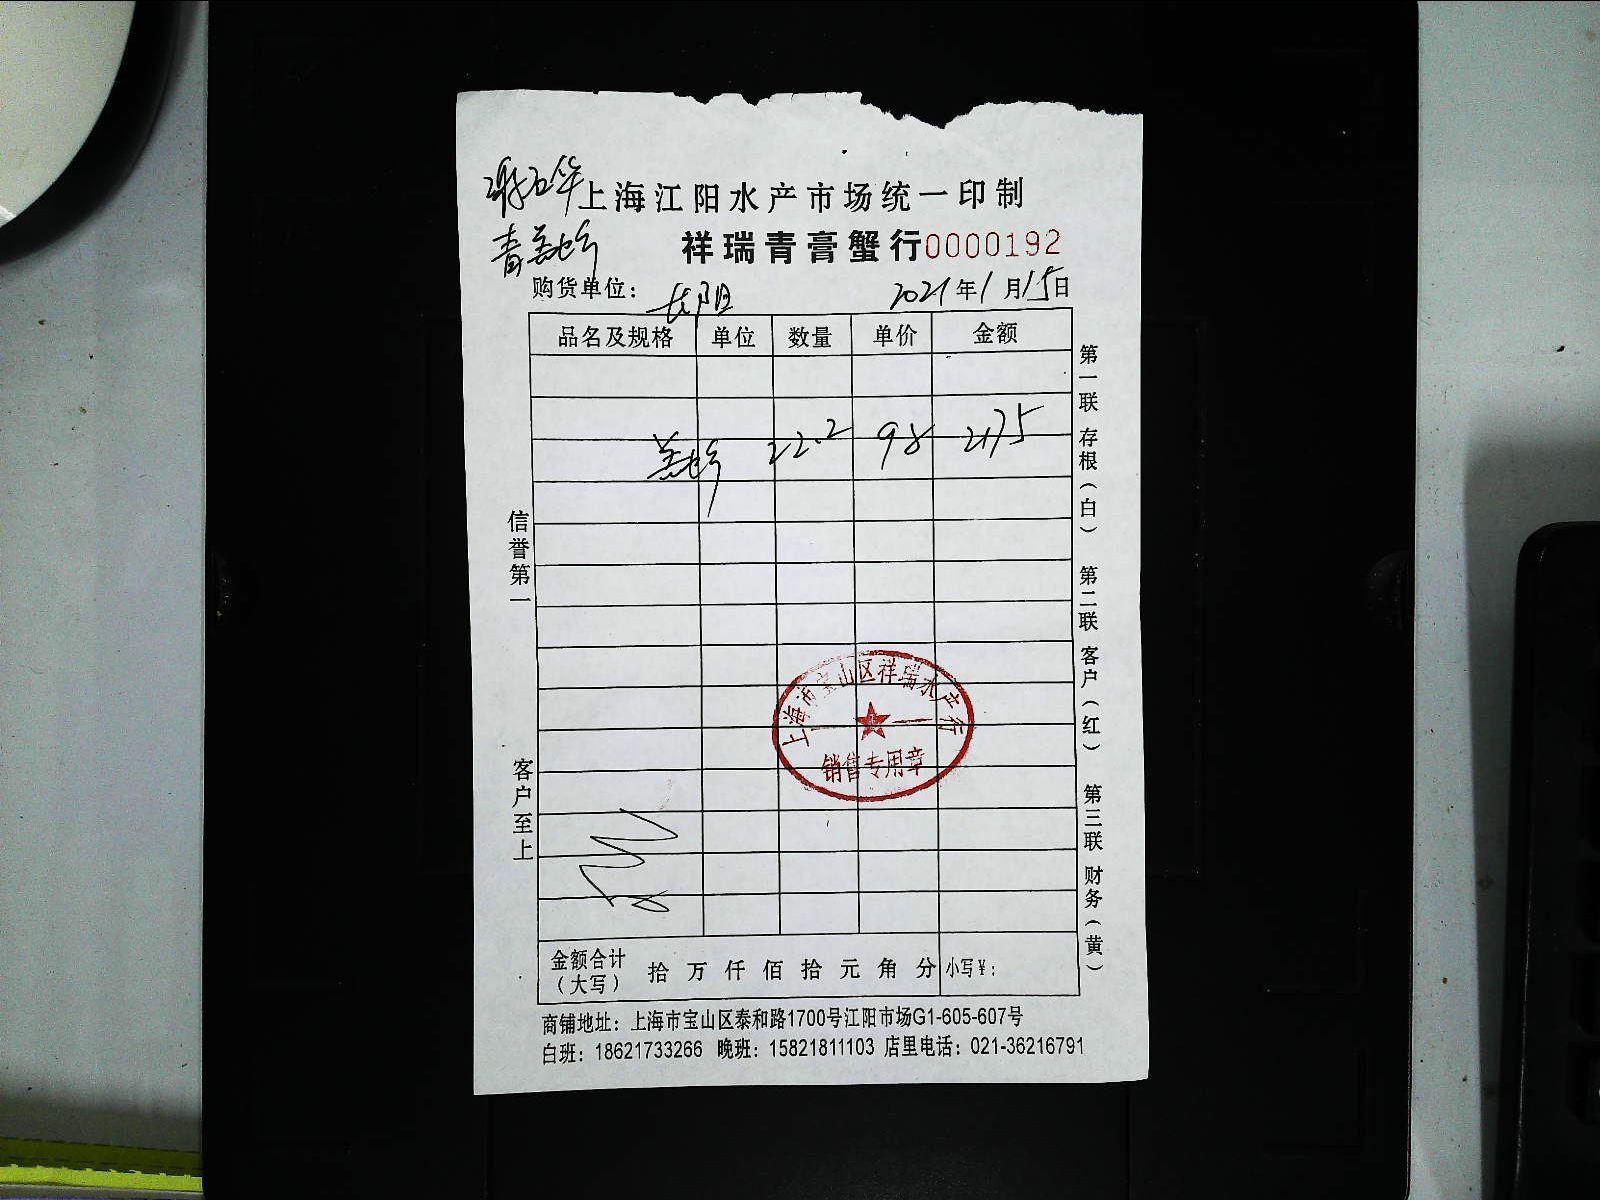 上海江阳水产市场统一印制
祥瑞青膏蟹行0000192
购货单位：
2021年1月15日
品名及规格 单位 数量 单价 金额
22.2 98 2175
信誉第一
客户至上
第一联 存根（白） 第二联 客户（红） 第三联 财务（黄）
上海市宝山区祥瑞水产行
销售专用章
金额合计（大写） 拾 万 仟 佰 拾 元 角 分 小写¥：
商铺地址：上海市宝山区泰和路1700号江阳市场G1-605-607号
白班：18621733266 晚班：15821811103 店里电话：021-36216791